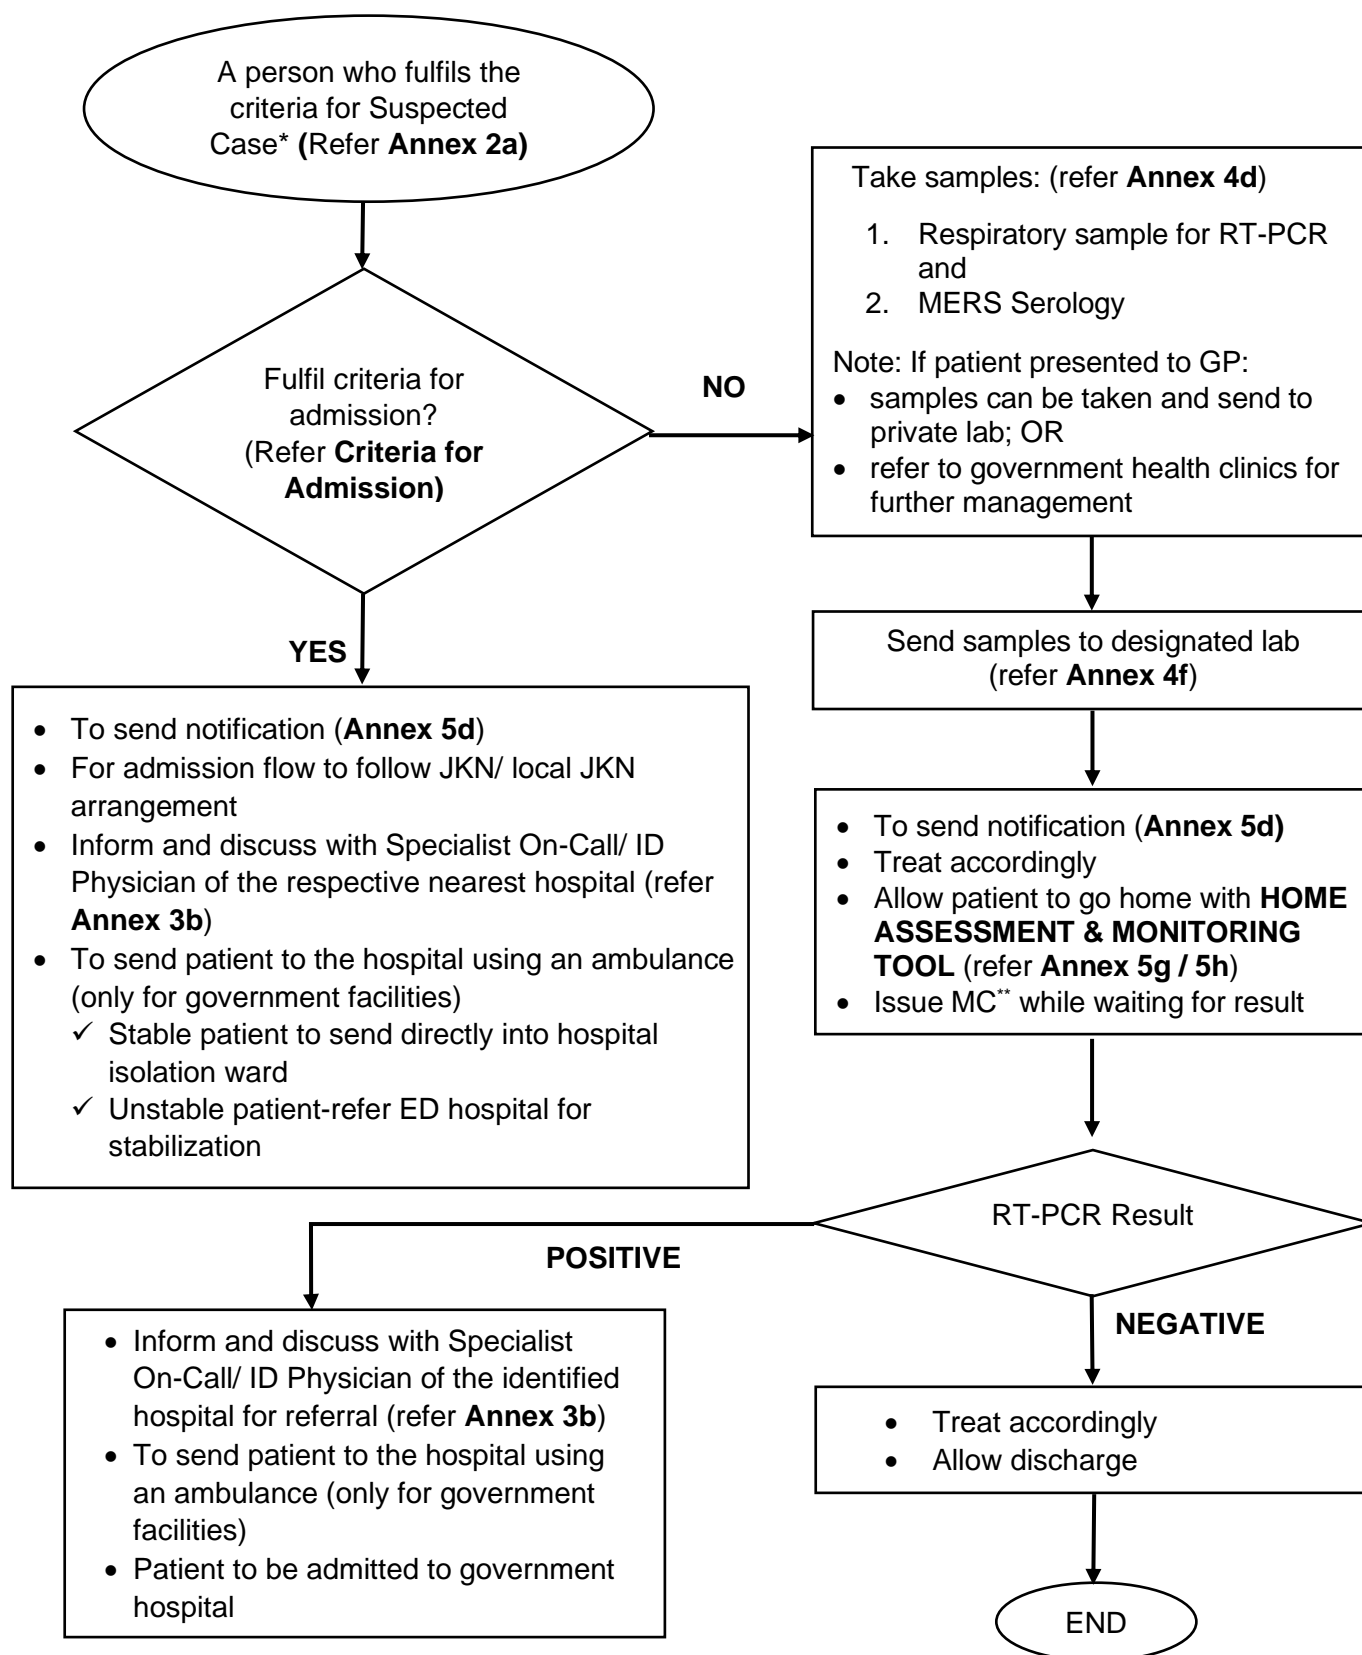 A person who fulfils the
criteria for Suspected
Case* (Refer Annex 2a)
Fulfil criteria for
admission?
(Refer Criteria for
Admission)
NO
YES
Take samples: (refer Annex 4d)
1. Respiratory sample for RT-PCR
and
2. MERS Serology
Note: If patient presented to GP:
• samples can be taken and send to
private lab; OR
• refer to government health clinics for
further management
Send samples to designated lab
(refer Annex 4f)
• To send notification (Annex 5d)
• For admission flow to follow JKN/ local JKN
arrangement
• Inform and discuss with Specialist On-Call/ ID
Physician of the respective nearest hospital (refer
Annex 3b)
• To send patient to the hospital using an ambulance
(only for government facilities)
✓ Stable patient to send directly into hospital
isolation ward
✓ Unstable patient-refer ED hospital for
stabilization
• To send notification (Annex 5d)
• Treat accordingly
• Allow patient to go home with HOME
ASSESSMENT & MONITORING
TOOL (refer Annex 5g / 5h)
• Issue MC** while waiting for result
RT-PCR Result
POSITIVE
NEGATIVE
• Inform and discuss with Specialist
On-Call/ ID Physician of the identified
hospital for referral (refer Annex 3b)
• To send patient to the hospital using
an ambulance (only for government
facilities)
• Patient to be admitted to government
hospital
• Treat accordingly
• Allow discharge
END